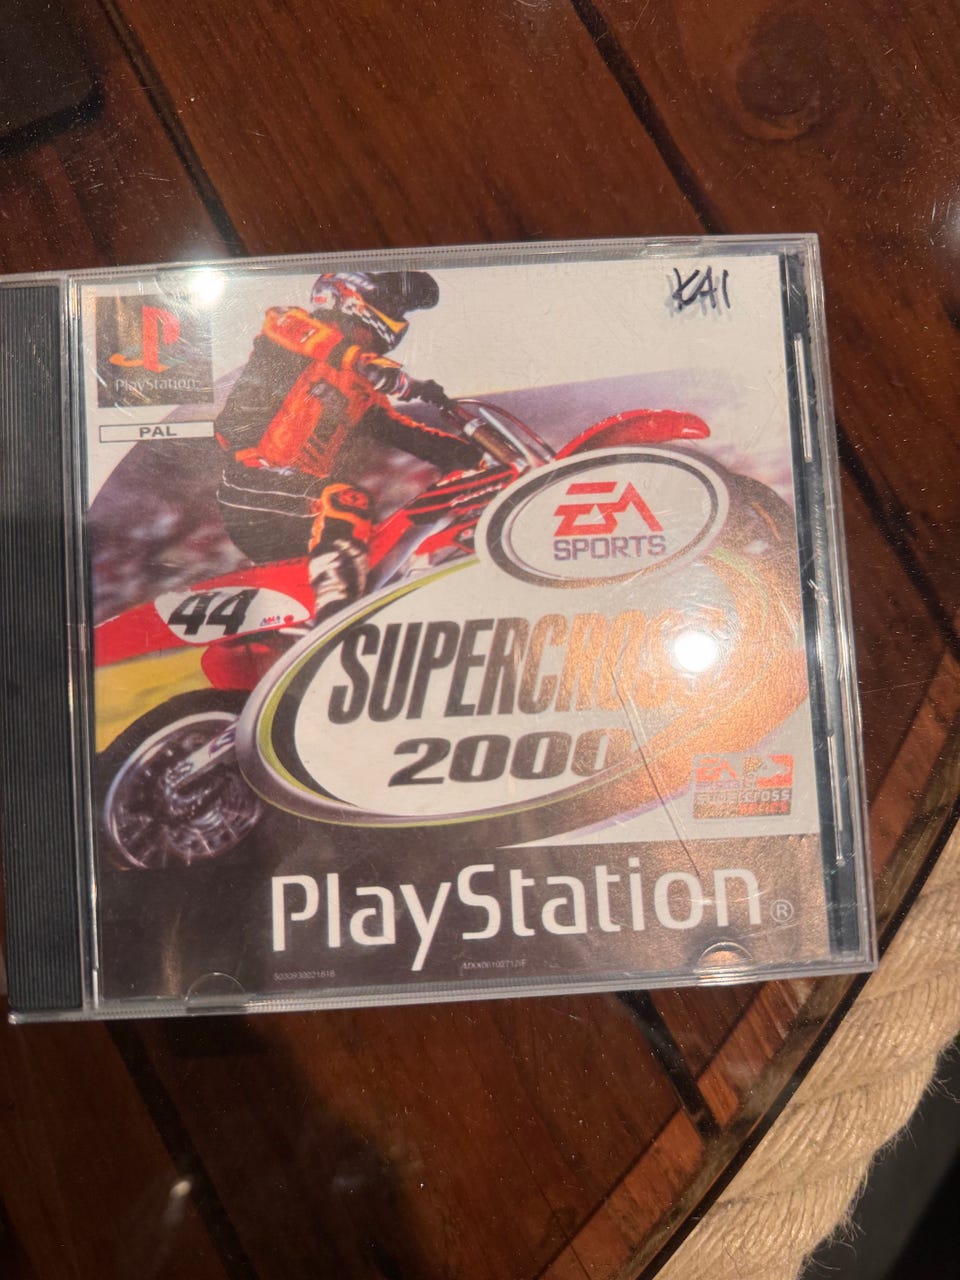 KAI
PlayStation
PAL
EA
SPORTS
44
SUPERCROSS
2000
PlayStation®